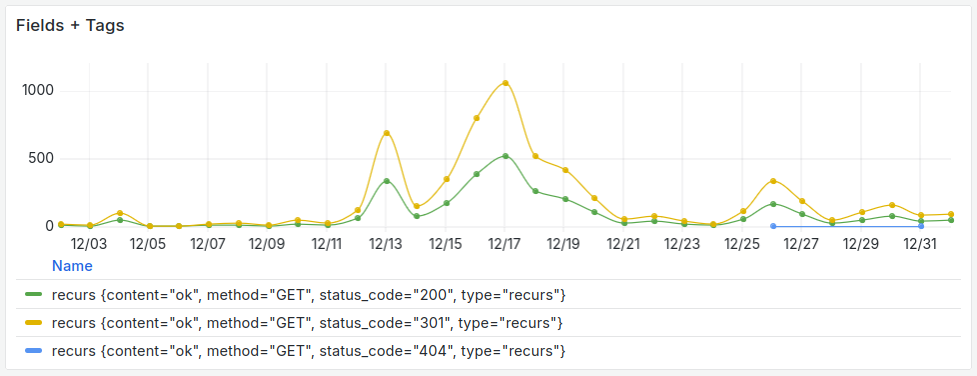 Fields + Tags
1000
500
0
12/03 12/05 12/07 12/09 12/11 12/13 12/15 12/17 12/19 12/21 12/23 12/25 12/27 12/29 12/31
Name
recurs {content="ok", method="GET", status_code="200", type="recurs"}
recurs {content="ok", method="GET", status_code="301", type="recurs"}
recurs {content="ok", method="GET", status_code="404", type="recurs"}